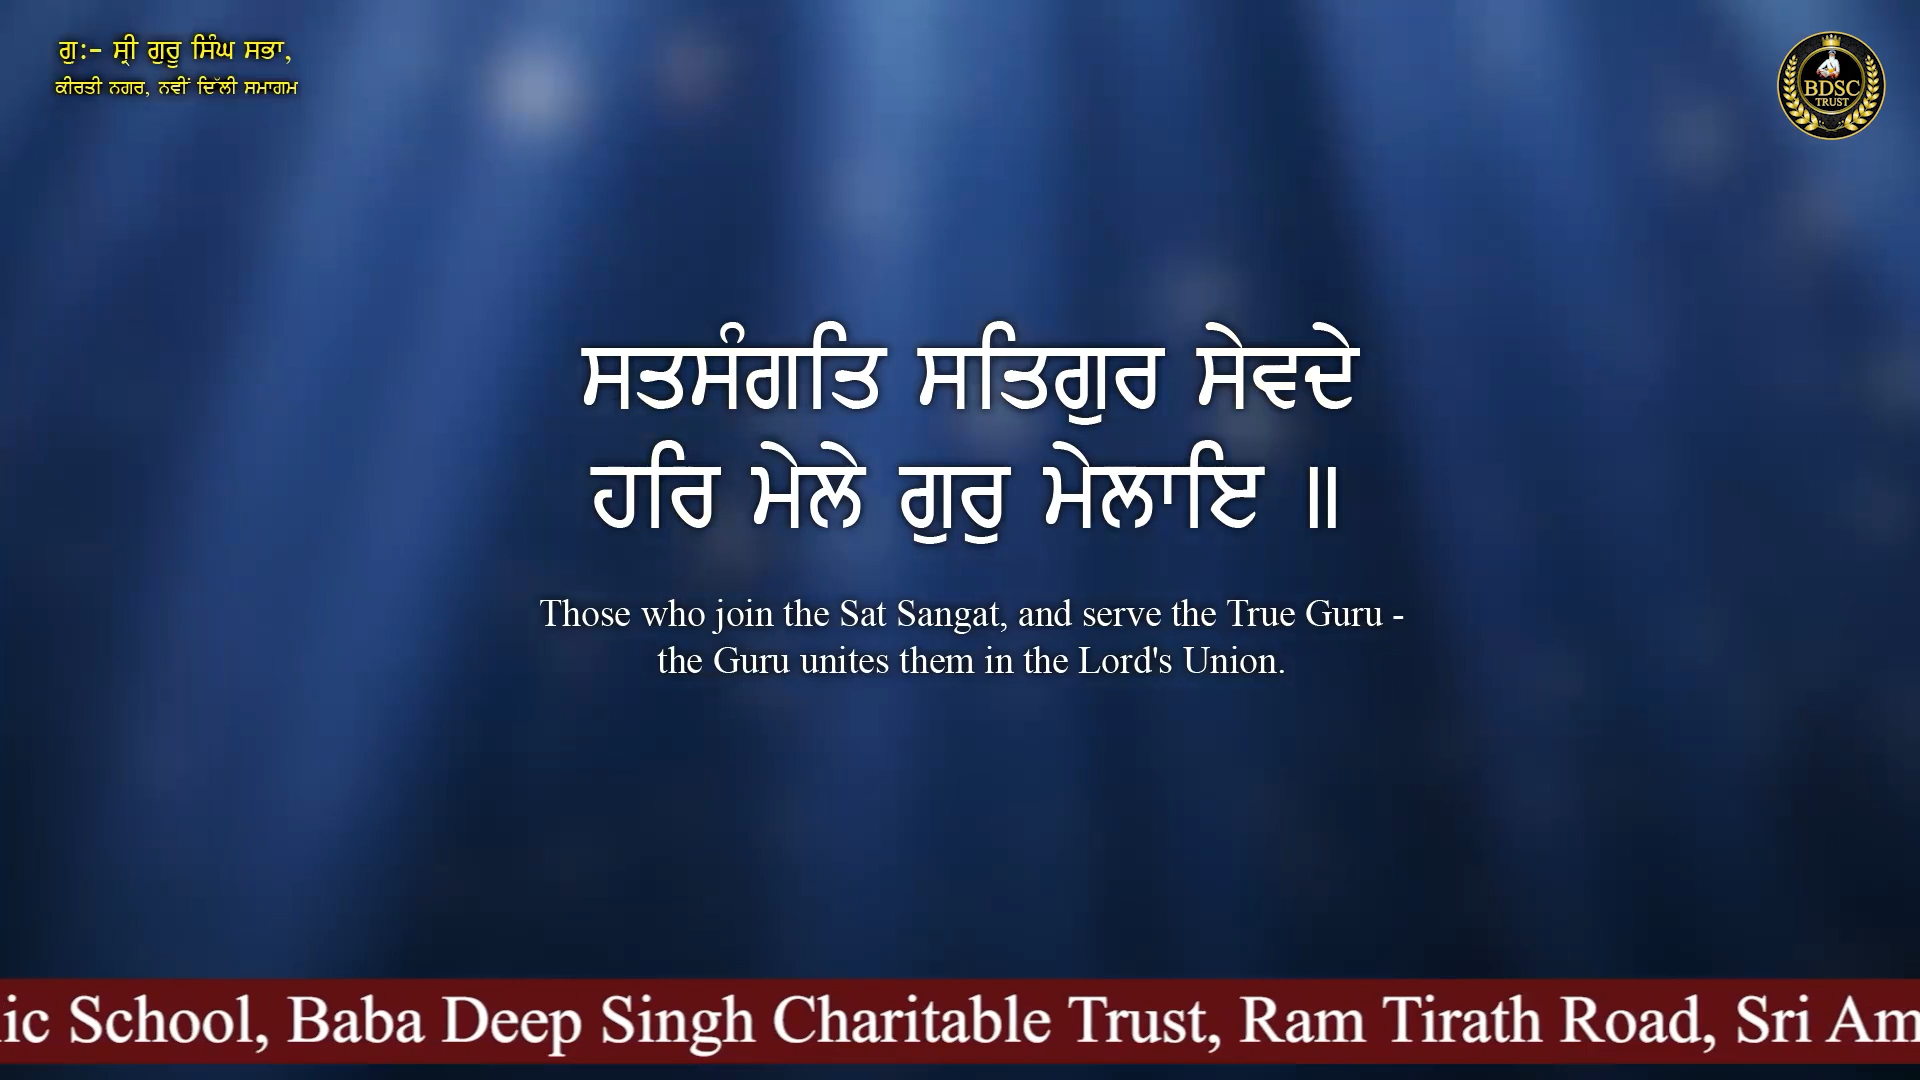 ਗੁ:- ਸ੍ਰੀ ਗੁਰੂ ਸਿੰਘ ਸਭਾ,
ਕੀਰਤੀ ਨਗਰ, ਨਵੀਂ ਦਿੱਲੀ ਸਮਾਗਮ
BDSC
TRUST
ਸਤਸੰਗਤਿ ਸਤਿਗੁਰ ਸੇਵਦੇ
ਹਰਿ ਮੇਲੇ ਗੁਰੁ ਮੇਲਾਇ ॥
Those who join the Sat Sangat, and serve the True Guru -
the Guru unites them in the Lord's Union.
ic School, Baba Deep Singh Charitable Trust, Ram Tirath Road, Sri Am